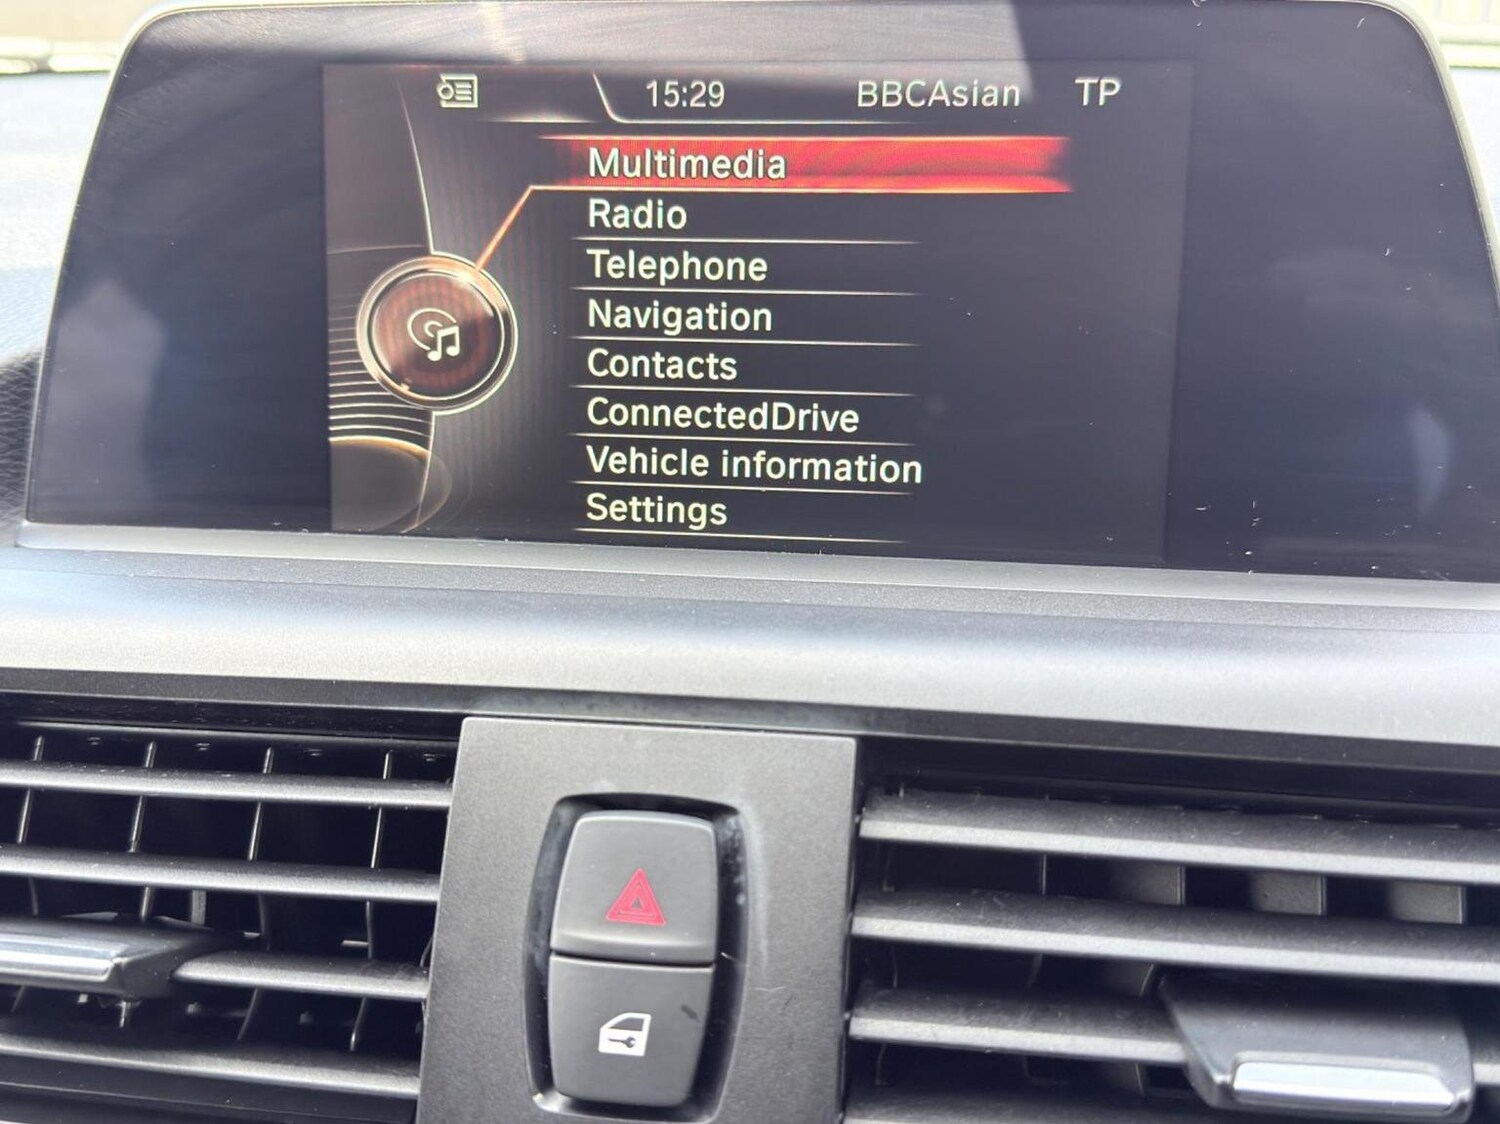 15:29 BBCAsian TP
Multimedia
Radio
Telephone
Navigation
Contacts
ConnectedDrive
Vehicle information
Settings